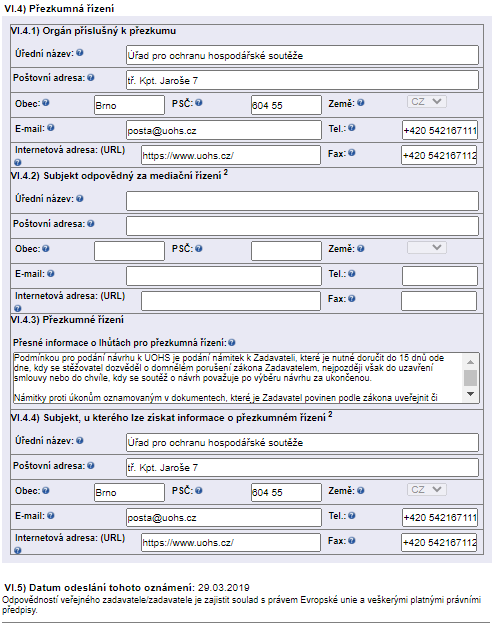 VI.4) Přezkumná řízení
VI.4.1) Orgán příslušný k přezkumu
Úřední název: Úřad pro ochranu hospodářské soutěže
Poštovní adresa: tř. Kpt. Jaroše 7
Obec: Brno PSČ: 604 55 Země: CZ
E-mail: posta@uohs.cz Tel.: +420 542167111
Internetová adresa: (URL) https://www.uohs.cz/ Fax: +420 542167112
VI.4.2) Subjekt odpovědný za mediační řízení 2
Úřední název:
Poštovní adresa:
Obec: PSČ: Země:
E-mail: Tel.:
Internetová adresa: (URL) Fax:
VI.4.3) Přezkumné řízení
Přesné informace o lhůtách pro přezkumná řízení:
Podmínkou pro podání návrhu k UOHS je podání námitek k Zadavateli, které je nutné doručit do 15 dnů ode
dne, kdy se stěžovatel dozvěděl o domnělém porušení zákona Zadavatelem, nejpozději však do uzavření
smlouvy nebo do chvíle, kdy se soutěž o návrh považuje po výběru návrhu za ukončenou.
Námitky proti úkonům oznamovaným v dokumentech, které je Zadavatel povinen podle zákona uveřejnit či
VI.4.4) Subjekt, u kterého lze získat informace o přezkumném řízení 2
Úřední název: Úřad pro ochranu hospodářské soutěže
Poštovní adresa: tř. Kpt. Jaroše 7
Obec: Brno PSČ: 604 55 Země: CZ
E-mail: posta@uohs.cz Tel.: +420 542167111
Internetová adresa: (URL) https://www.uohs.cz/ Fax: +420 542167112
VI.5) Datum odeslání tohoto oznámení: 29.03.2019
Odpovědností veřejného zadavatele/zadavatele je zajistit soulad s právem Evropské unie a veškerými platnými právními
předpisy.